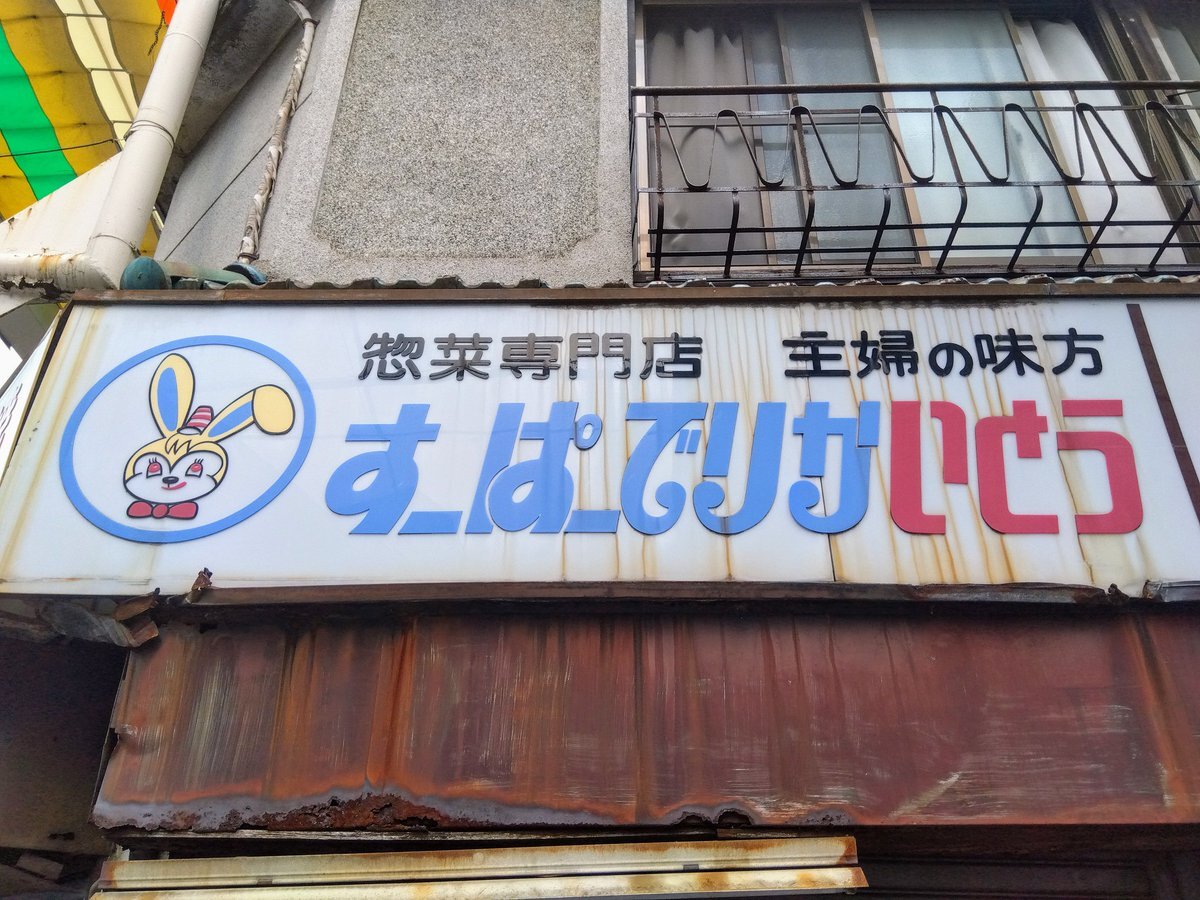 惣菜専門店 主婦の味方
すーぱーでりかいとう